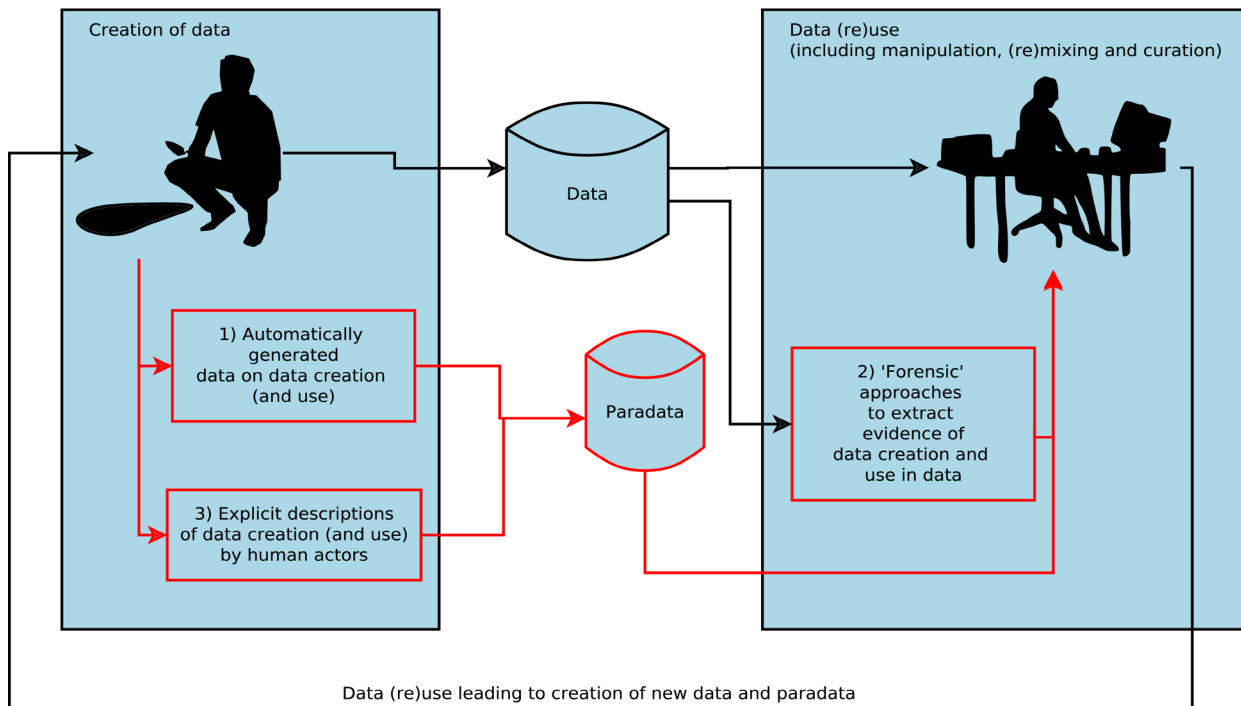 Creation of data
Data (re)use
(including manipulation, (re)mixing and curation)
Data
1) Automatically
generated
data on data creation
(and use)
Paradata
2) 'Forensic'
approaches
to extract
evidence of
data creation and
use in data
3) Explicit descriptions
of data creation (and use)
by human actors
Data (re)use leading to creation of new data and paradata